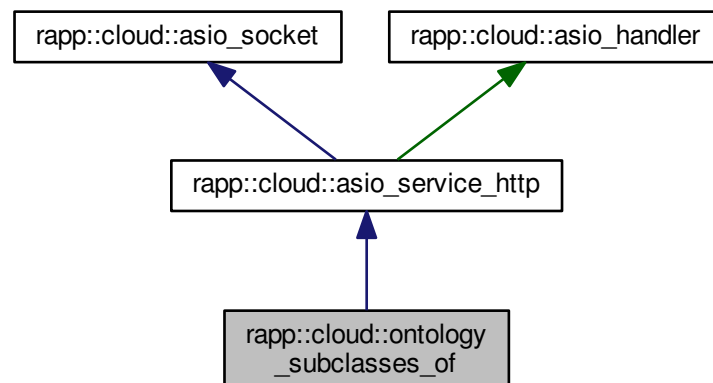 rapp::cloud::asio_socket
rapp::cloud::asio_handler
rapp::cloud::asio_service_http
rapp::cloud::ontology
_subclasses_of